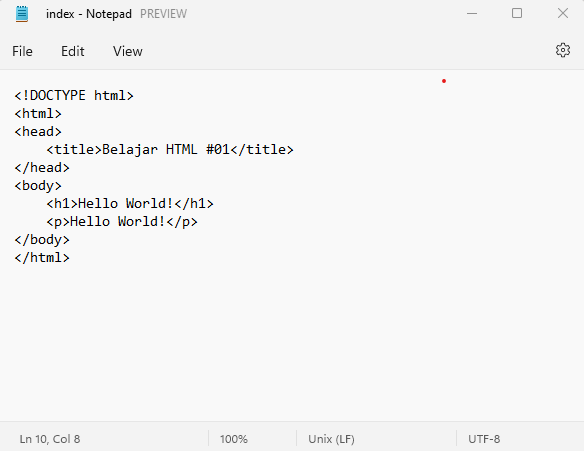 index - Notepad PREVIEW
File Edit View
<!DOCTYPE html>
<html>
<head>
    <title>Belajar HTML #01</title>
</head>
<body>
    <h1>Hello World!</h1>
    <p>Hello World!</p>
</body>
</html>
Ln 10, Col 8 100% Unix (LF) UTF-8